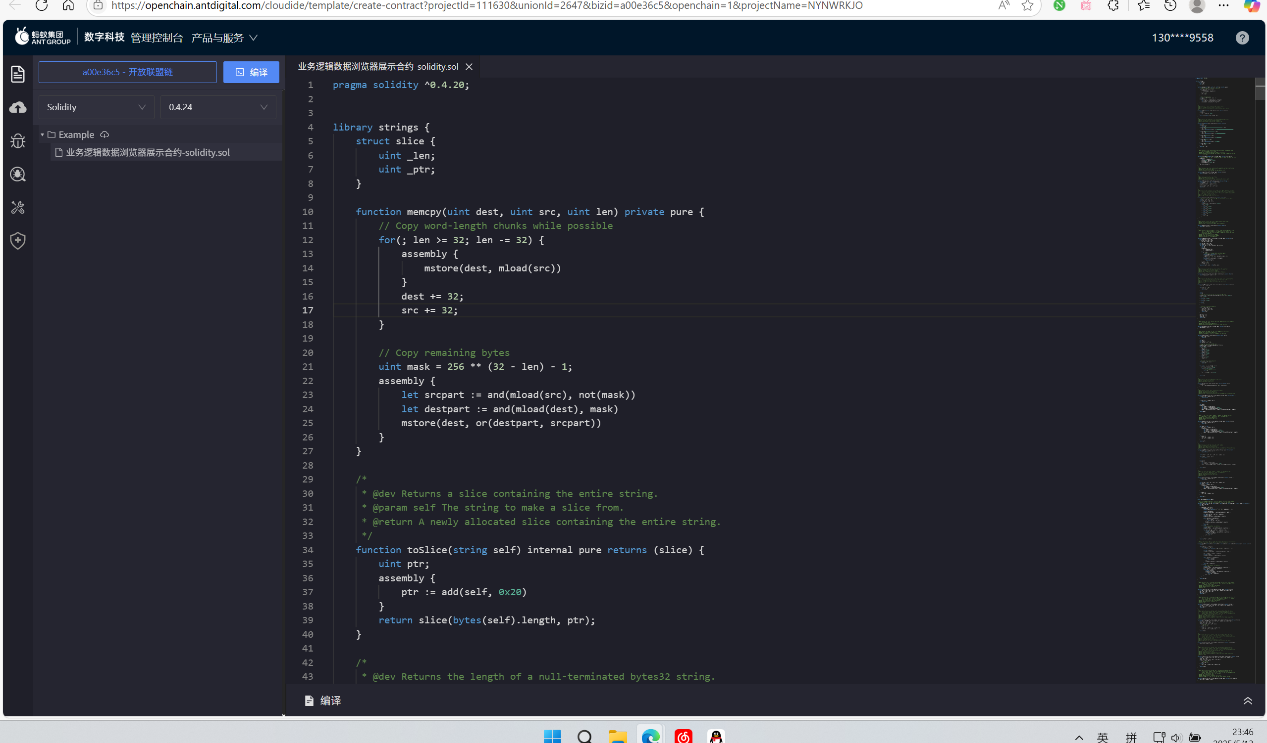 https://openchain.antdigital.com/cloudide/template/create-contract?projectId=111630&unionId=2647&bizid=a00e36c5&openchain=1&projectName=NYNWRKJO
蚂蚁集团
ANT GROUP
数字科技 管理控制台 产品与服务
130****9558
a00e36c5 - 开放联盟链
编译
Solidity
0.4.24
Example
业务逻辑数据浏览器展示合约-solidity.sol
业务逻辑数据浏览器展示合约-solidity.sol
1 pragma solidity ^0.4.20;
2
3
4 library strings {
5 struct slice {
6 uint _len;
7 uint _ptr;
8 }
9
10 function memcpy(uint dest, uint src, uint len) private pure {
11 // Copy word-length chunks while possible
12 for(; len >= 32; len -= 32) {
13 assembly {
14 mstore(dest, mload(src))
15 }
16 dest += 32;
17 src += 32;
18 }
19
20 // Copy remaining bytes
21 uint mask = 256 ** (32 - len) - 1;
22 assembly {
23 let srcpart := and(mload(src), not(mask))
24 let destpart := and(mload(dest), mask)
25 mstore(dest, or(destpart, srcpart))
26 }
27 }
28
29 /*
30 * @dev Returns a slice containing the entire string.
31 * @param self The string to make a slice from.
32 * @return A newly allocated slice containing the entire string.
33 */
34 function toSlice(string self) internal pure returns (slice) {
35 uint ptr;
36 assembly {
37 ptr := add(self, 0x20)
38 }
39 return slice(bytes(self).length, ptr);
40 }
41
42 /*
43 * @dev Returns the length of a null-terminated bytes32 string.
编译
英
拼
23:46